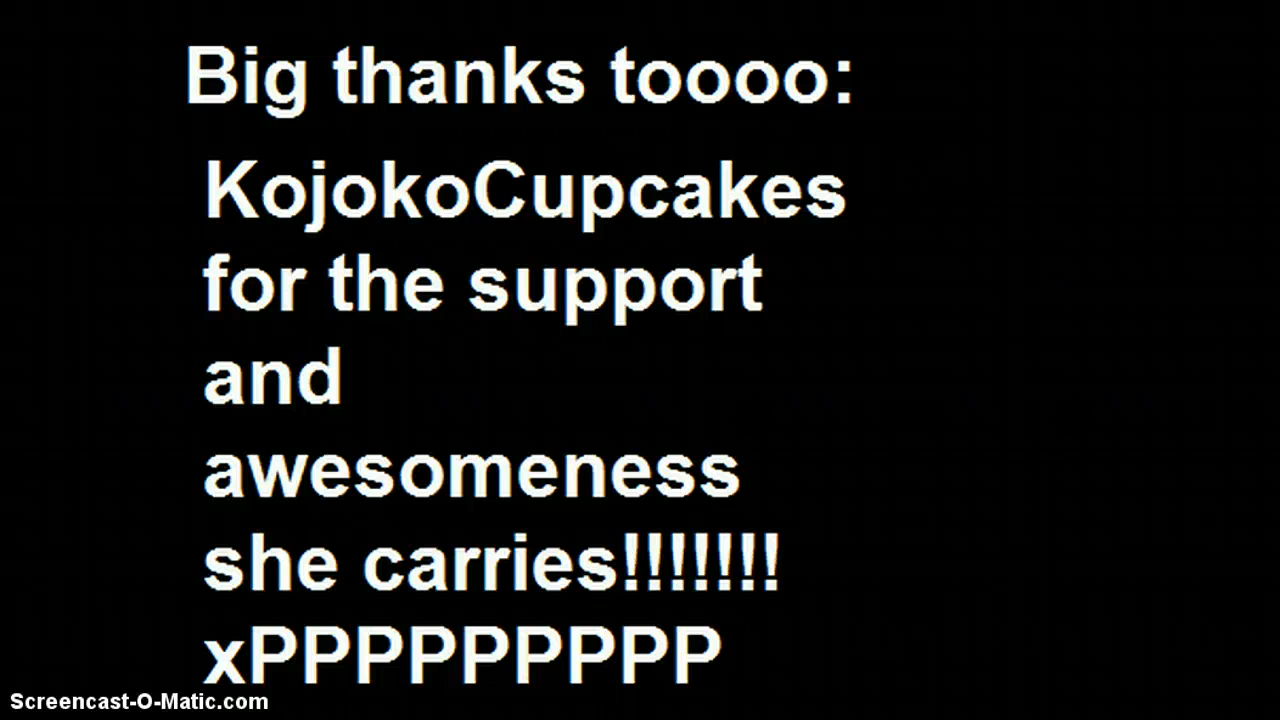 Big thanks toooo:
KojokoCupcakes
for the support
and
awesomeness
she carries!!!!!!!
xPPPPPPPPP
Screencast-O-Matic.com